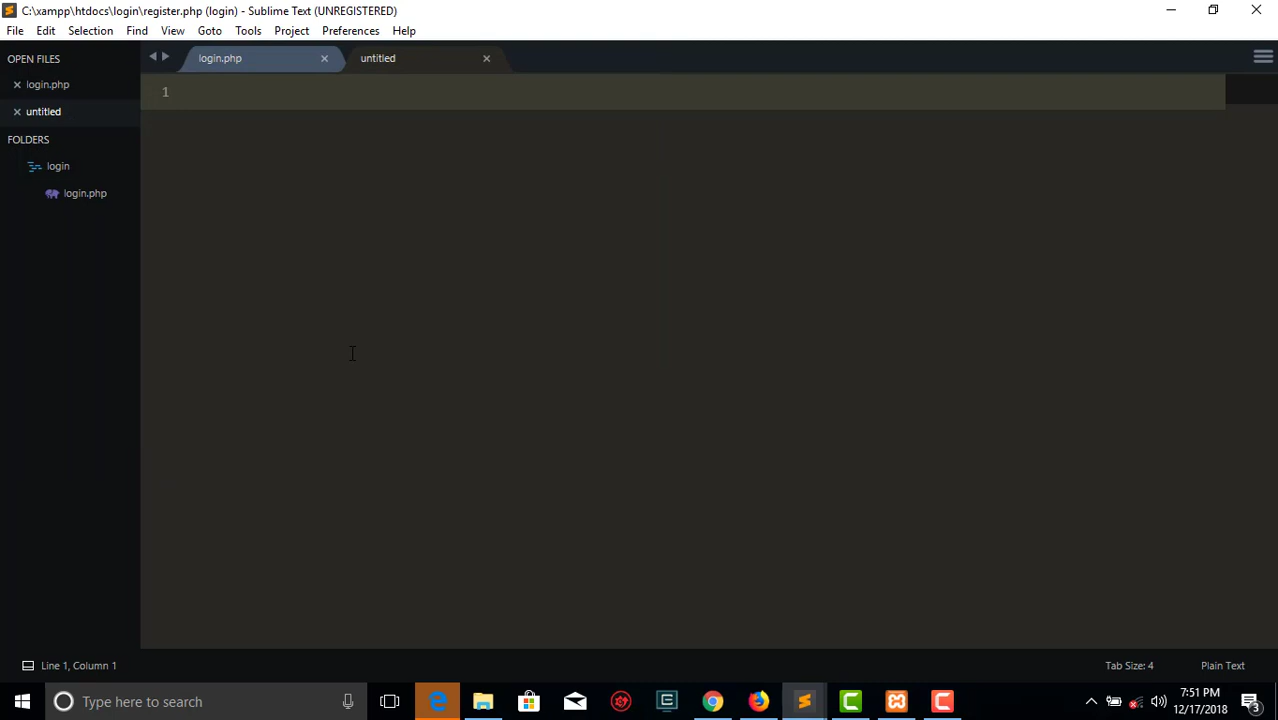 C:\xampp\htdocs\login\register.php (login) - Sublime Text (UNREGISTERED)
File Edit Selection Find View Goto Tools Project Preferences Help
OPEN FILES
login.php
untitled
FOLDERS
login
login.php
login.php
untitled
1
Line 1, Column 1
Tab Size: 4
Plain Text
Type here to search
7:51 PM
12/17/2018
3